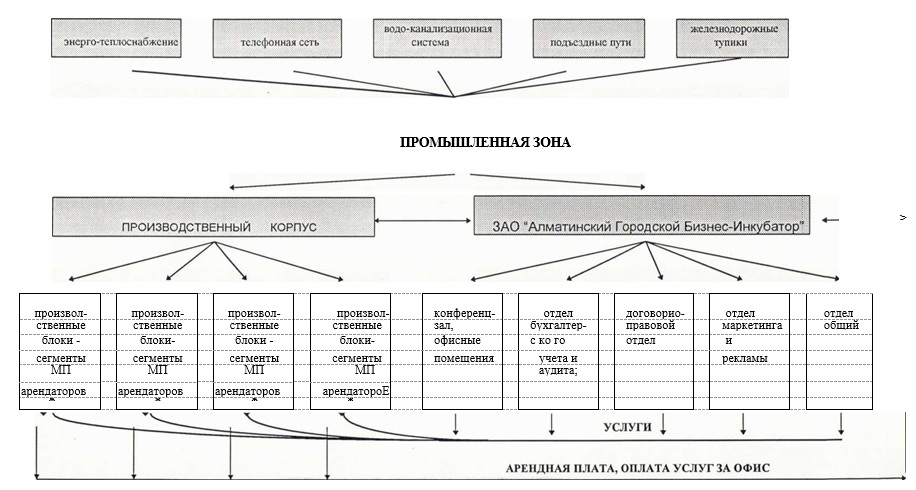 энерго-теплоснабжение
телефонная сеть
водо-канализационная
система
подъездные пути
железнодорожные
тупики
ПРОМЫШЛЕННАЯ ЗОНА
ПРОИЗВОДСТВЕННЫЙ КОРПУС
ЗАО "Алматинский Городской Бизнес-Инкубатор"
>
произвол-
ственные
блоки -
сегменты
МП
арендаторов
произвол-
ственные
блоки-
сегменты
МП
арендаторов
произвол-
ственные
блоки -
сегменты
МП
арендаторов
произвол-
ственные
блоки-
сегменты
МП
арендатороЕ
конференц-
зал,
офисные
помещения
отдел
бухгалтер-
с ко го
учета и
аудита;
договорио-
правовой
отдел
отдел
маркетинга
и
рекламы
отдел
общий
УСЛУГИ
АРЕНДНАЯ ПЛАТА, ОПЛАТА УСЛУГ ЗА ОФИС